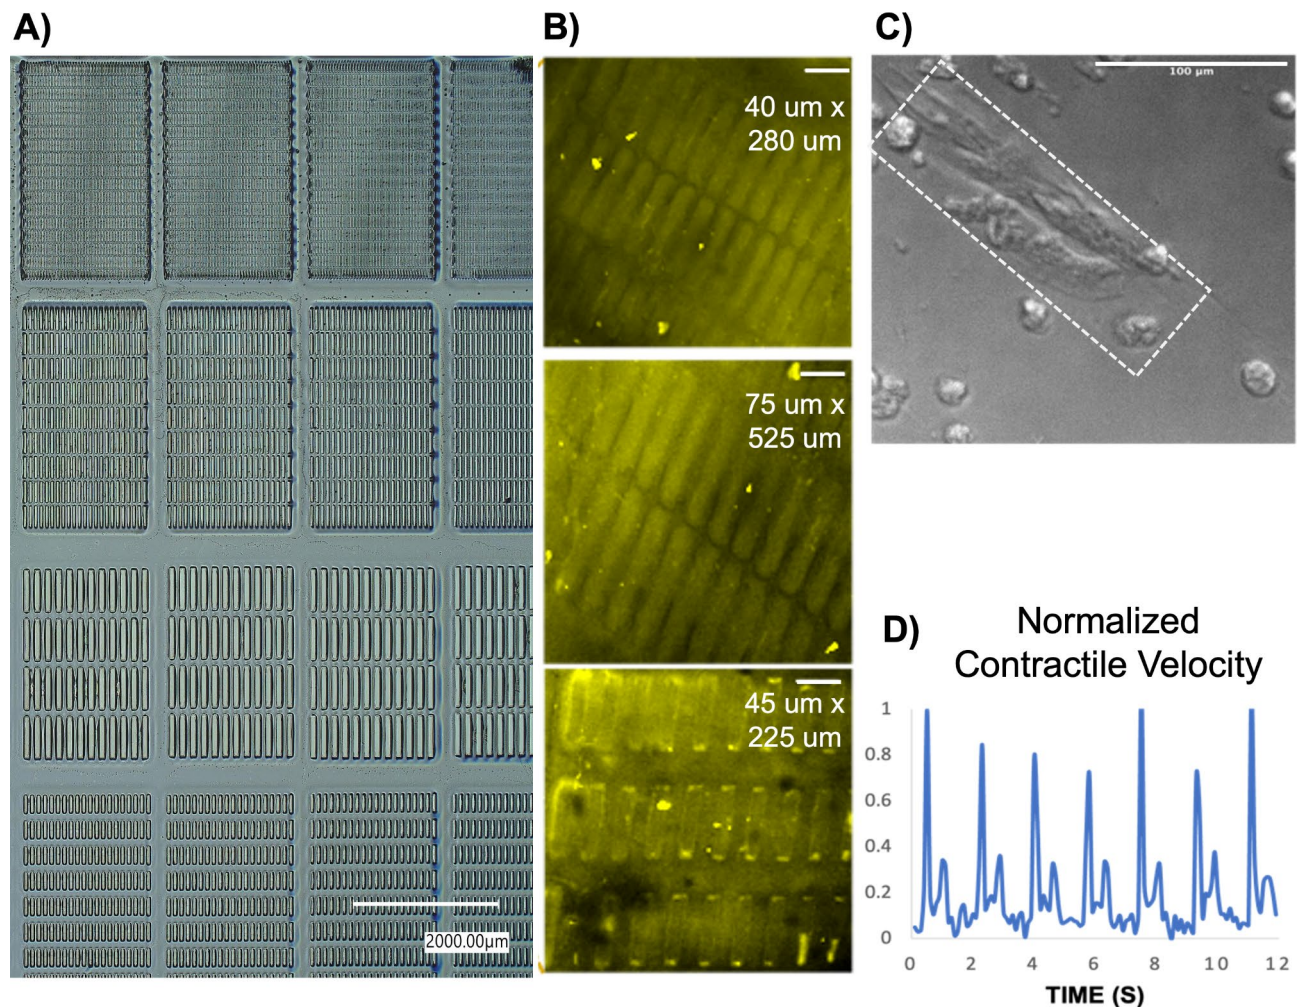 A)
B)
C)
40 um x
280 um
75 um x
525 um
45 um x
225 um
2000.00µm
100 µm
D)
Normalized
Contractile Velocity
1
0.8
0.6
0.4
0.2
0
0 2 4 6 8 10 12
TIME (S)